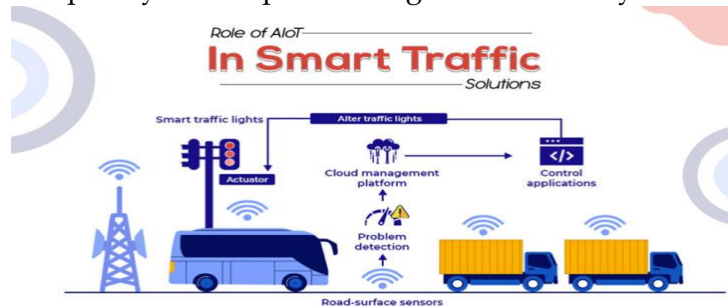 Role of AIoT
In Smart Traffic
Solutions
Smart traffic lights
Alter traffic lights
Actuator
Cloud management
platform
</>
Control
applications
Problem
detection
Road-surface sensors